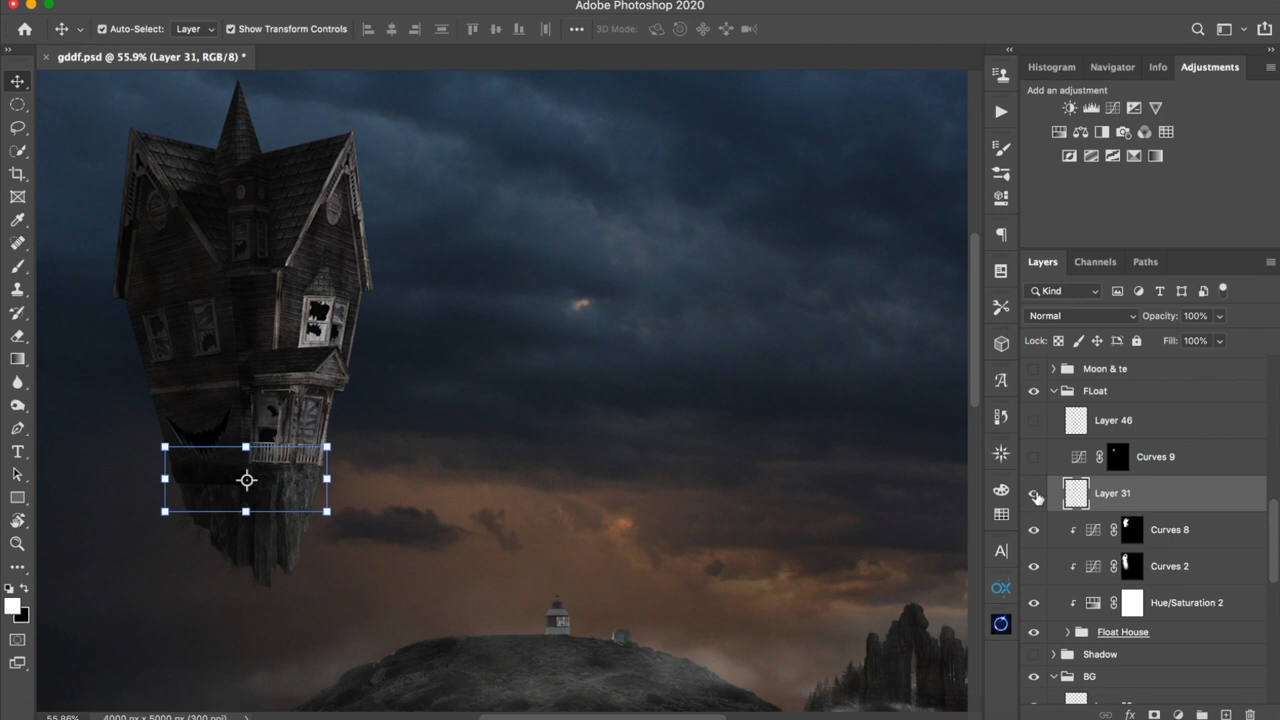 Adobe Photoshop 2020
Auto-Select: Layer Show Transform Controls 3D Mode:
gddf.psd @ 55.9% (Layer 31, RGB/8) *
Histogram Navigator Info Adjustments
Add an adjustment
Layers Channels Paths
Kind
Normal Opacity: 100%
Lock: Fill: 100%
Moon & te
FLoat
Layer 46
Curves 9
Layer 31
Curves 8
Curves 2
Hue/Saturation 2
Float House
Shadow
BG
55.86% 4000 px x 5000 px (300 ppi)